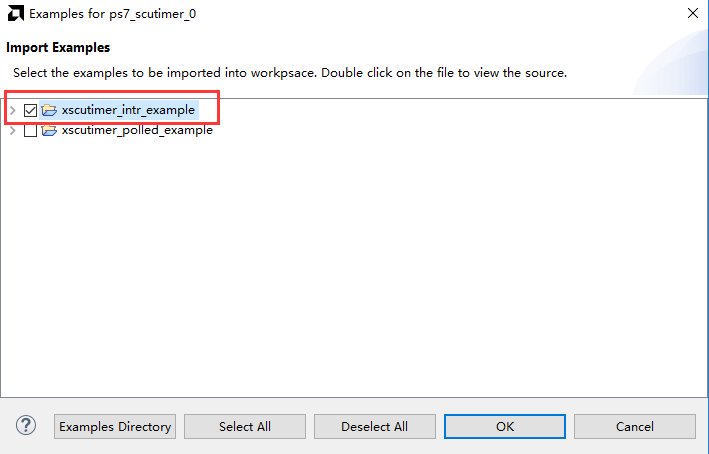 Examples for ps7_scutimer_0
Import Examples
Select the examples to be imported into workpsace. Double click on the file to view the source.
xscutimer_intr_example
xscutimer_polled_example
Examples Directory
Select All
Deselect All
OK
Cancel